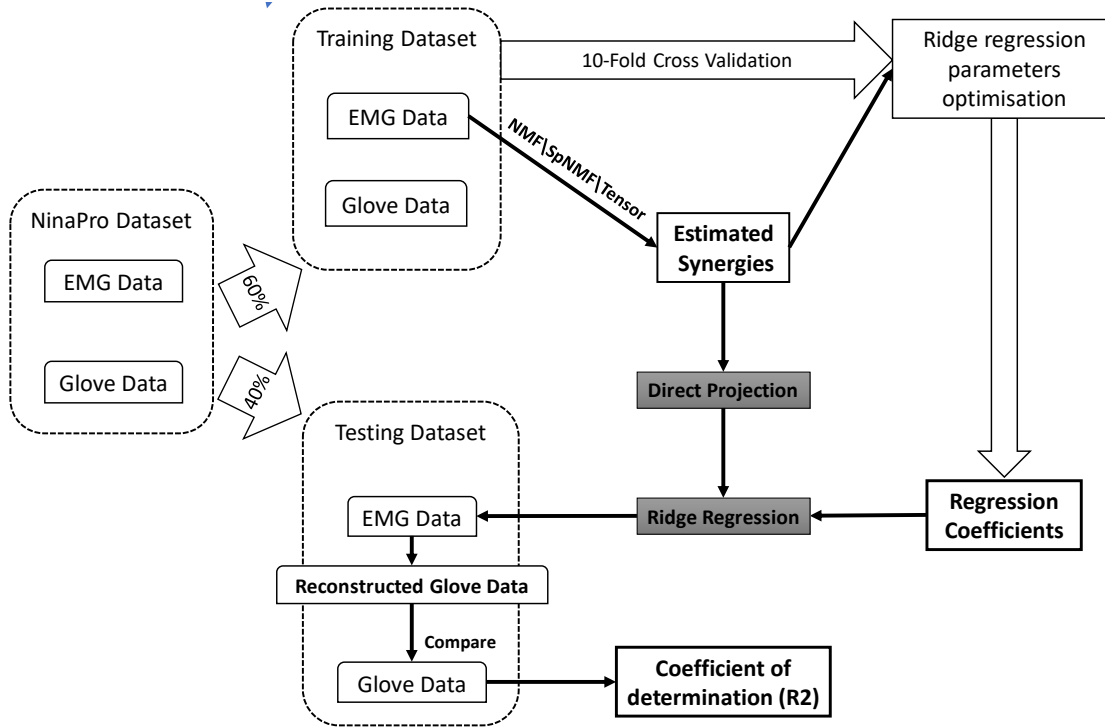 Training Dataset
10-Fold Cross Validation
Ridge regression
parameters
optimisation
EMG Data
NMF\SpNMF\Tensor
Glove Data
NinaPro Dataset
EMG Data
Glove Data
60%
40%
Estimated
Synergies
Direct Projection
Testing Dataset
EMG Data
Ridge Regression
Regression
Coefficients
Reconstructed Glove Data
Compare
Glove Data
Coefficient of
determination (R2)